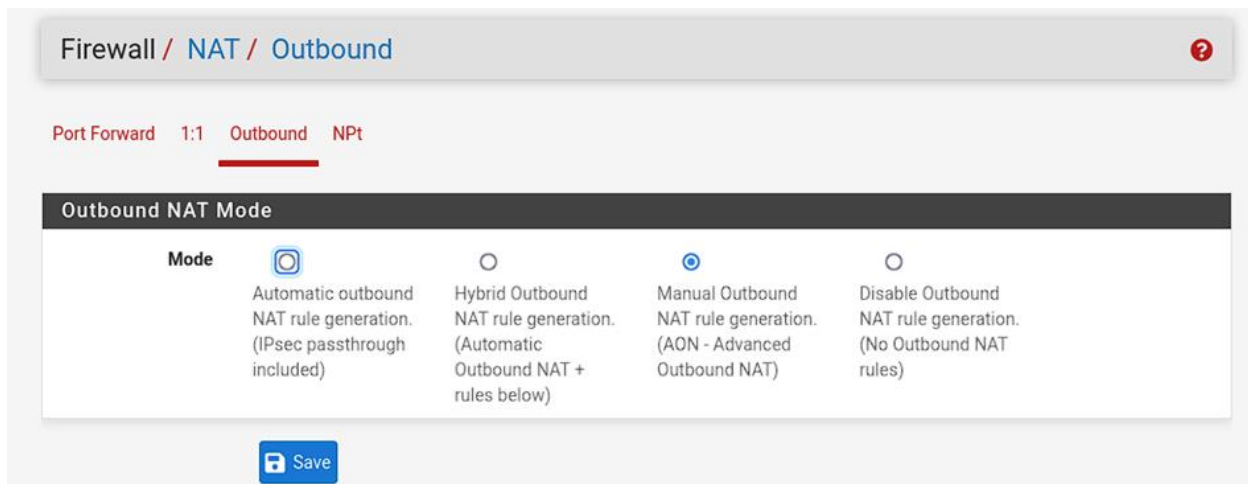 Firewall / NAT / Outbound
Port Forward 1:1 Outbound NPt
Outbound NAT Mode
Mode
Automatic outbound
NAT rule generation.
(IPsec passthrough
included)
Hybrid Outbound
NAT rule generation.
(Automatic
Outbound NAT +
rules below)
Manual Outbound
NAT rule generation.
(AON - Advanced
Outbound NAT)
Disable Outbound
NAT rule generation.
(No Outbound NAT
rules)
Save